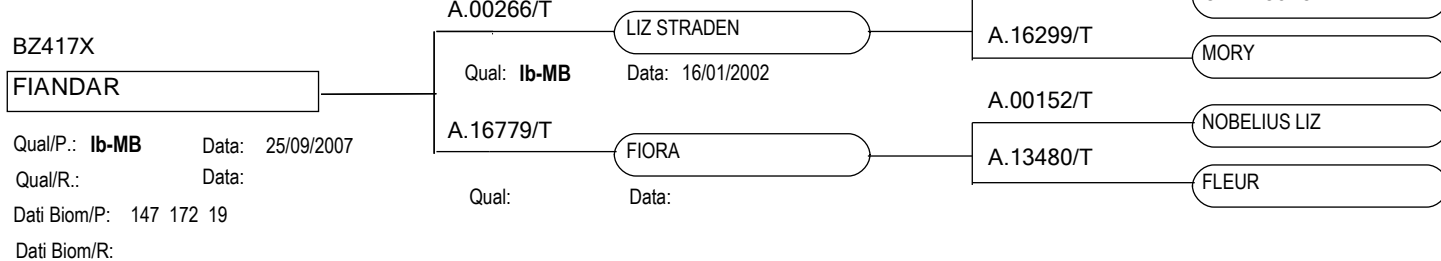 A.00266/T
LIZ STRADEN
A.16299/T
MORY
BZ417X
Qual: Ib-MB Data: 16/01/2002
FIANDAR
A.00152/T
NOBELIUS LIZ
A.16779/T
FIORA
A.13480/T
FLEUR
Qual/P.: Ib-MB Data: 25/09/2007
Qual/R.: Data:
Qual: Data:
Dati Biom/P: 147 172 19
Dati Biom/R: